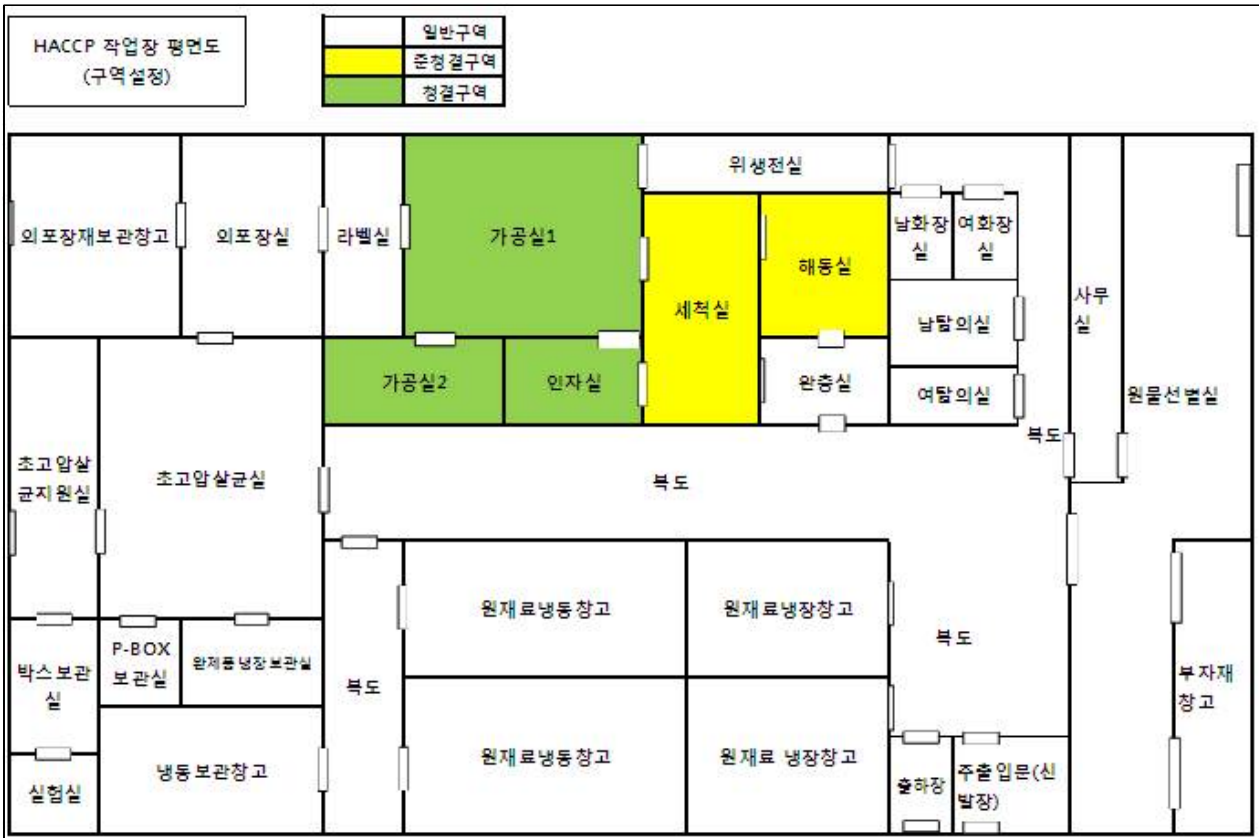 HACCP 작업장 평면도
(구역설정)
일반구역
준청결구역
청결구역
위생전실
외포장재보관창고
외포장실
라벨실
가공실1
세척실
해동실
남화장
실
여화장
실
사무
실
남탈의실
가공실2
인자실
완충실
여탈의실
원물선별실
복도
초고압살
균지원실
초고압살균실
복도
원재료냉동창고
원재료냉장창고
복도
박스보관
실
P-BOX
보관실
완제품냉장보관실
복도
부자재
창고
냉동보관창고
원재료냉동창고
원재료 냉장창고
실험실
출하장
주출입문(신
발장)